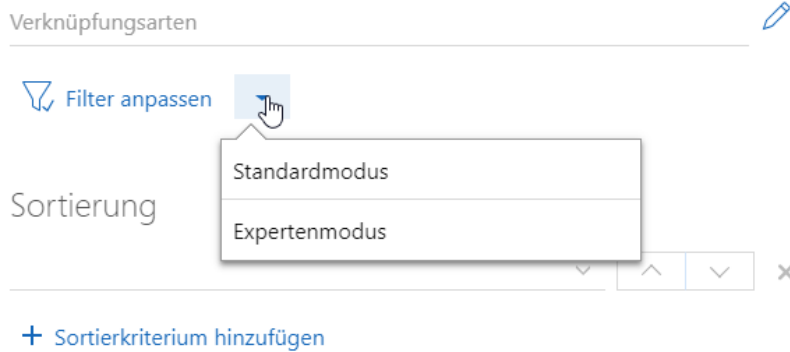 Verknüpfungsarten
Filter anpassen
Standardmodus
Sortierung
Expertenmodus
Sortierkriterium hinzufügen